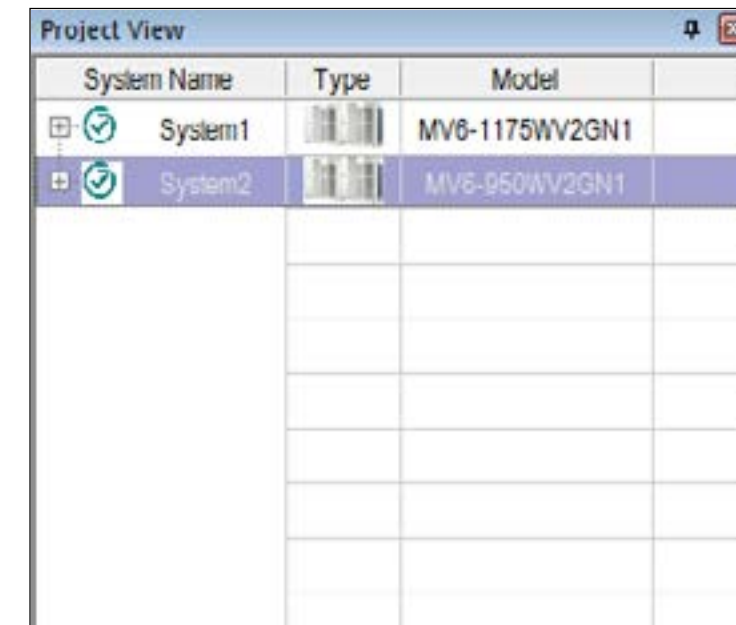 Project View
System Name Type Model
System1 MV6-1175WV2GN1
System2 MV6-950WV2GN1